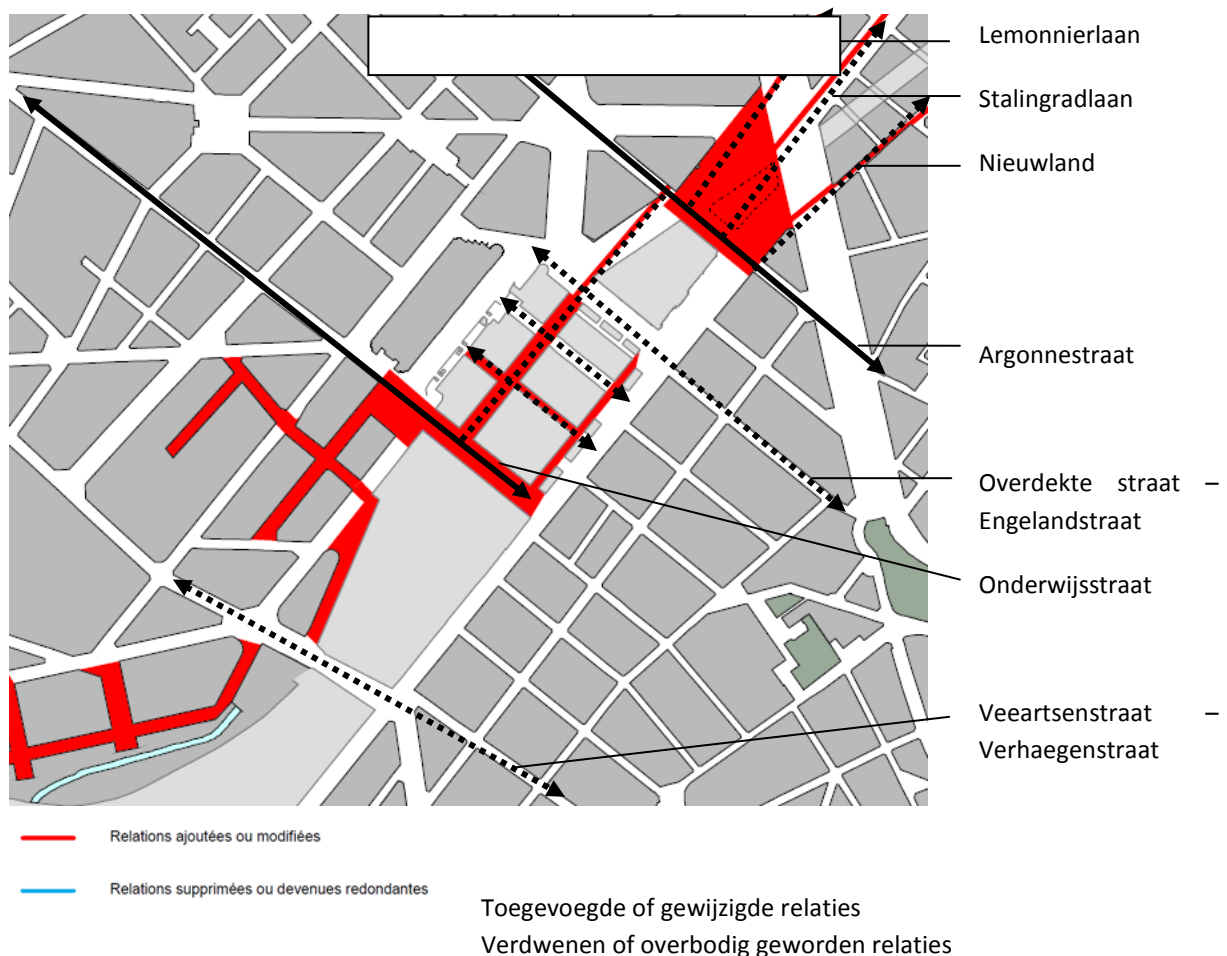 Lemonnierlaan
Stalingradlaan
Nieuwland
Argonnestraat
Overdekte straat –
Engelandstraat
Onderwijsstraat
Veeartsenstraat –
Verhaegenstraat
Relations ajoutées ou modifiées
Relations supprimées ou devenues redondantes
Toegevoegde of gewijzigde relaties
Verdwenen of overbodig geworden relaties